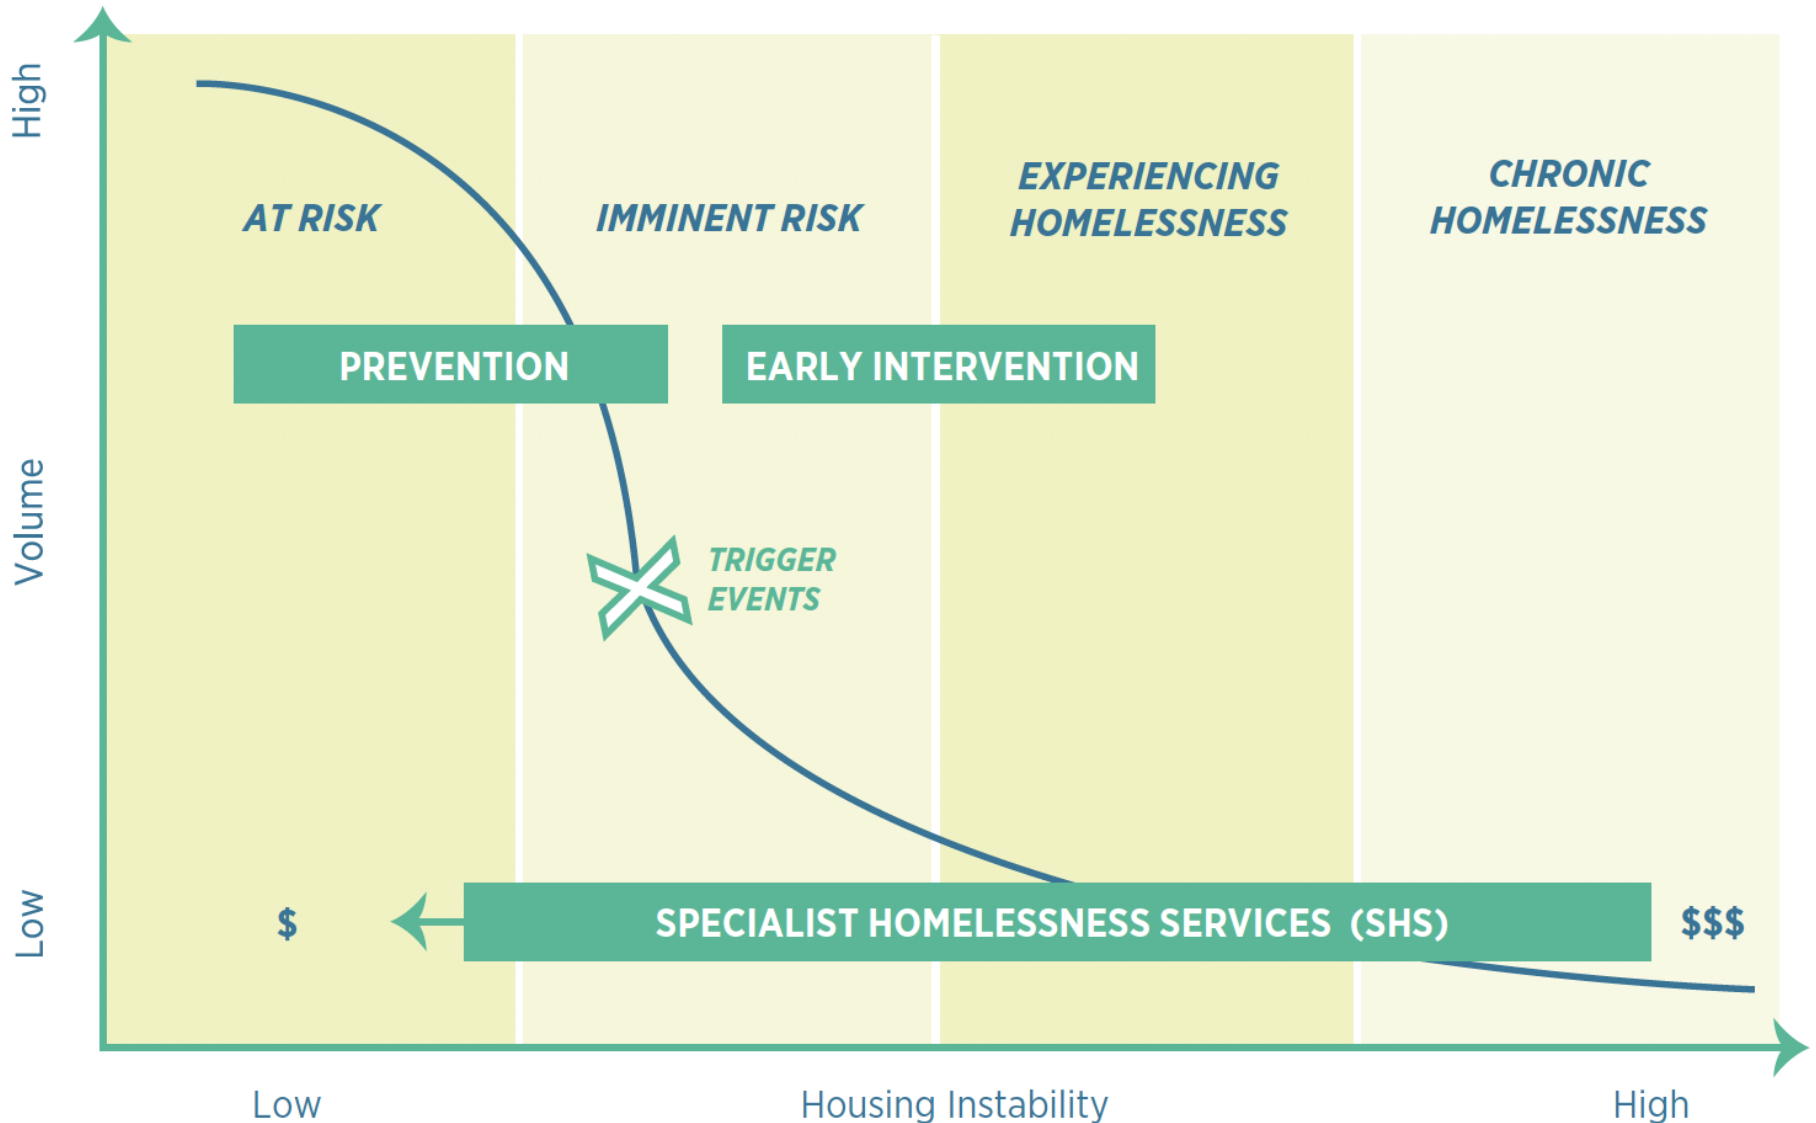 High
Volume
Low
AT RISK
IMMINENT RISK
EXPERIENCING
HOMELESSNESS
CHRONIC
HOMELESSNESS
PREVENTION
EARLY INTERVENTION
TRIGGER
EVENTS
$
SPECIALIST HOMELESSNESS SERVICES (SHS)
$$$
Low
Housing Instability
High